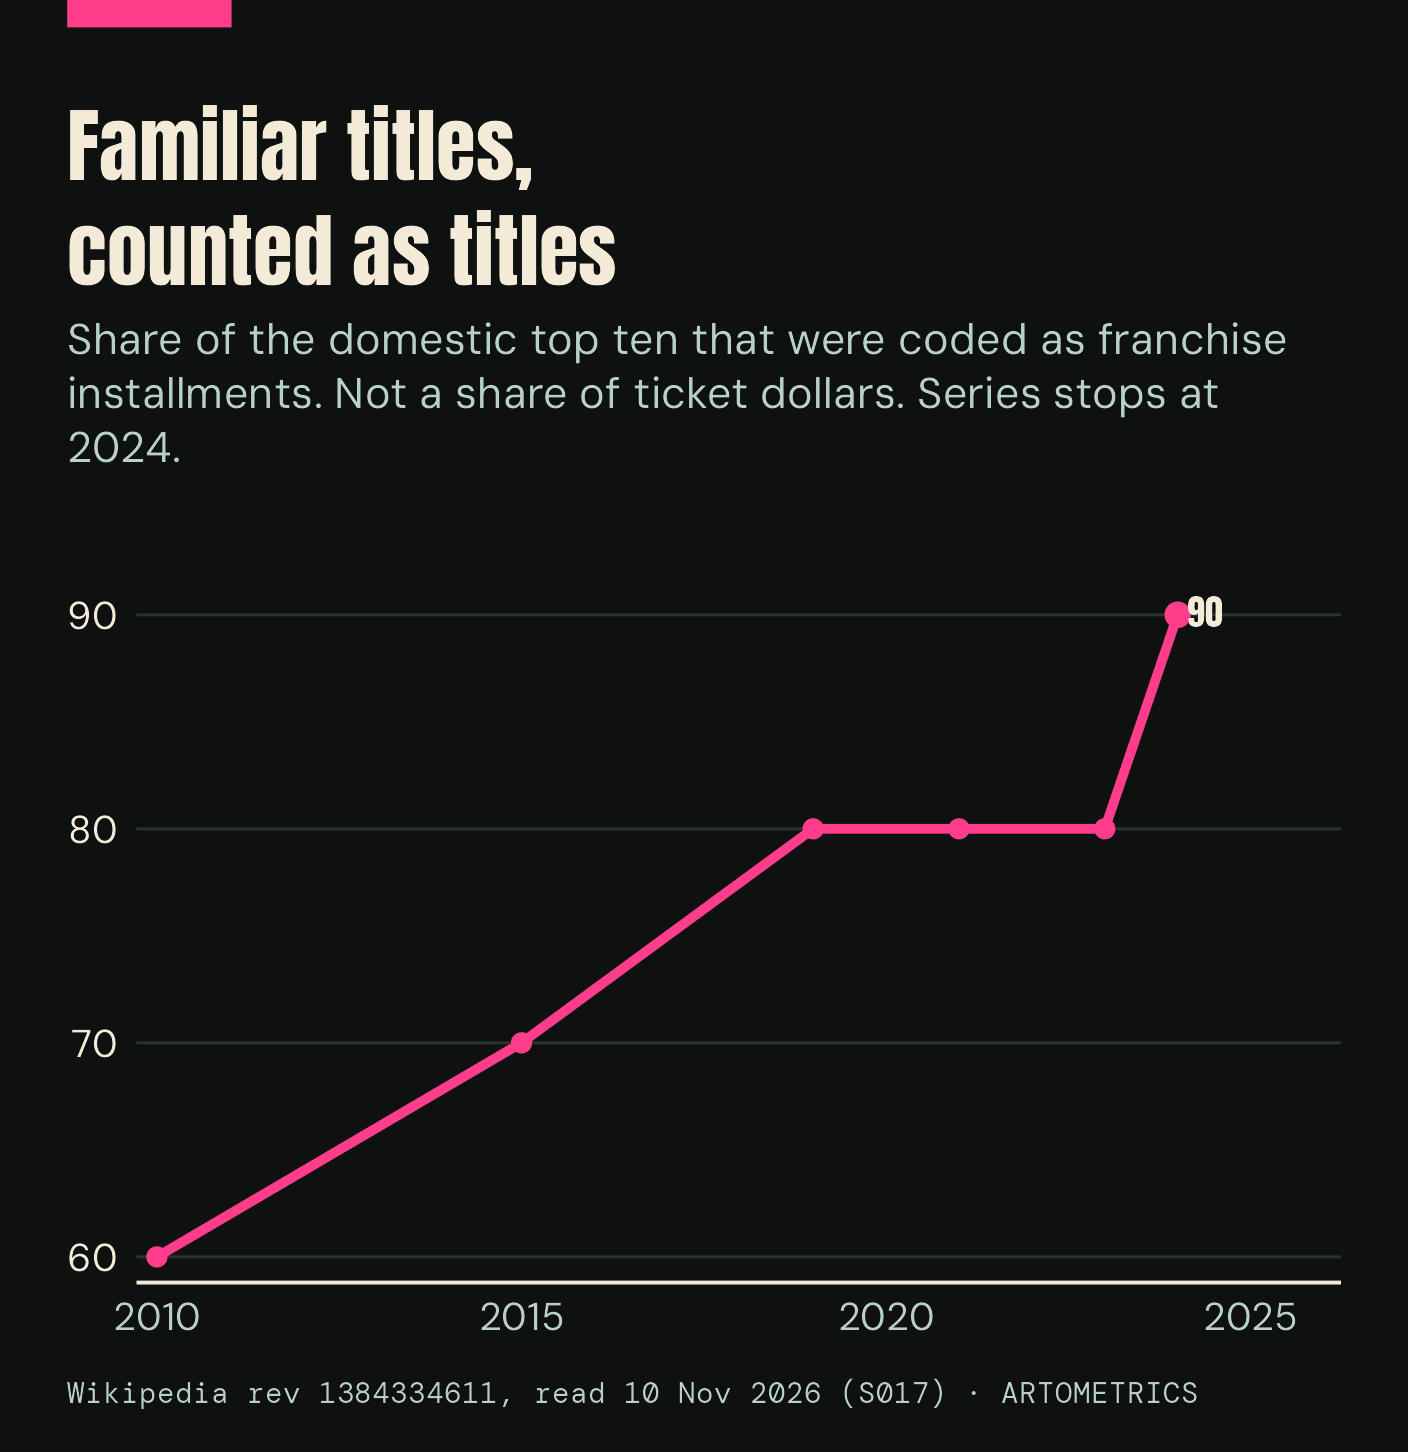 Familiar titles,
counted as titles
Share of the domestic top ten that were coded as franchise
installments. Not a share of ticket dollars. Series stops at
2024.
90
90
80
70
60
2010 2015 2020 2025
Wikipedia rev 1384334611, read 10 Nov 2026 (S017) · ARTOMETRICS